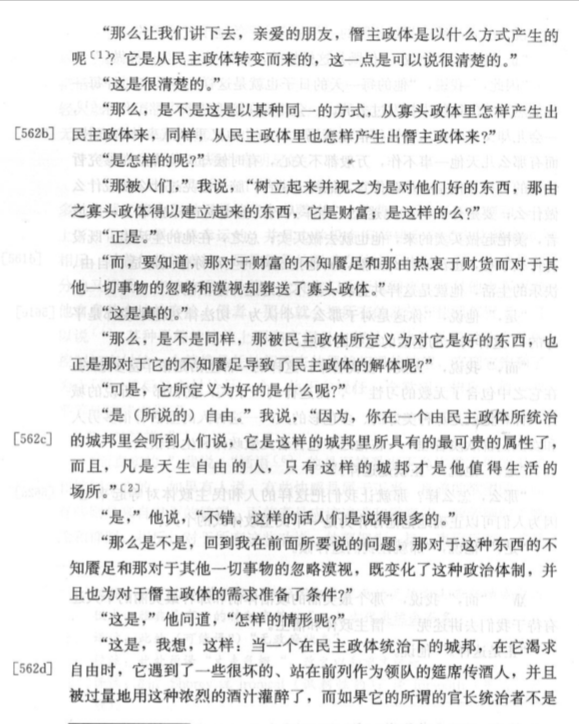 “那么让我们讲下去，亲爱的朋友，僭主政体是以什么方式产生的
呢〔1〕？它是从民主政体转变而来的，这一点是可以说很清楚的。”
“这是很清楚的。”
“那么，是不是这是以某种同一的方式，从寡头政体里怎样产生出
[562b] 民主政体来，同样，从民主政体里也怎样产生出僭主政体来？”
“是怎样的呢？”
“那被人们，”我说，“树立起来并视之为是对他们好的东西，那由
之寡头政体得以建立起来的东西，它是财富；是这样的么？”
“正是。”
“而，要知道，那对于财富的不知餍足和那由热衷于财货而对于其
他一切事物的忽略和漠视却葬送了寡头政体。”
“这是真的。”
“那么，是不是同样，那被民主政体所定义为对它是好的东西，也
正是那对于它的不知餍足导致了民主政体的解体呢？”
“可是，它所定义为好的是什么呢？”
“是（所说的）自由。”我说，“因为，你在一个由民主政体所统治
[562c] 的城邦里会听到人们说，它是这样的城邦里所具有的最可贵的属性了，
而且，凡是天生自由的人，只有这样的城邦才是他值得生活的
场所。”〔2〕
“是，”他说，“不错，这样的话人们是说得很多的。”
“那么是不是，回到我在前面所要说的问题，那对于这种东西的不
知餍足和那对于其他一切事物的忽略漠视，既变化了这种政治体制，并
且也为对于僭主政体的需求准备了条件？”
“这是，”他问道，“怎样的情形呢？”
“这是，我想，这样：当一个在民主政体统治下的城邦，在它渴求
[562d] 自由时，它遇到了一些很坏的、站在前列作为领队的筵席传酒人，并且
被过量地用这种浓烈的酒汁灌醉了，而如果它的所谓的官长统治者不是